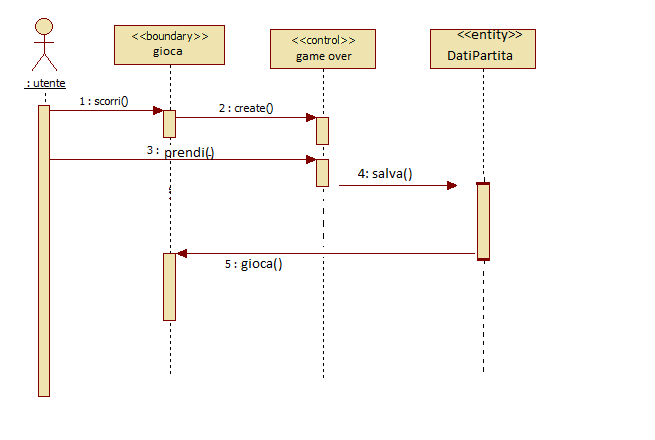 <<boundary>>
gioca
<<control>>
game over
<<entity>>
DatiPartita
: utente
1 : scorri()
2 : create()
3 : prendi()
4: salva()
5 : gioca()